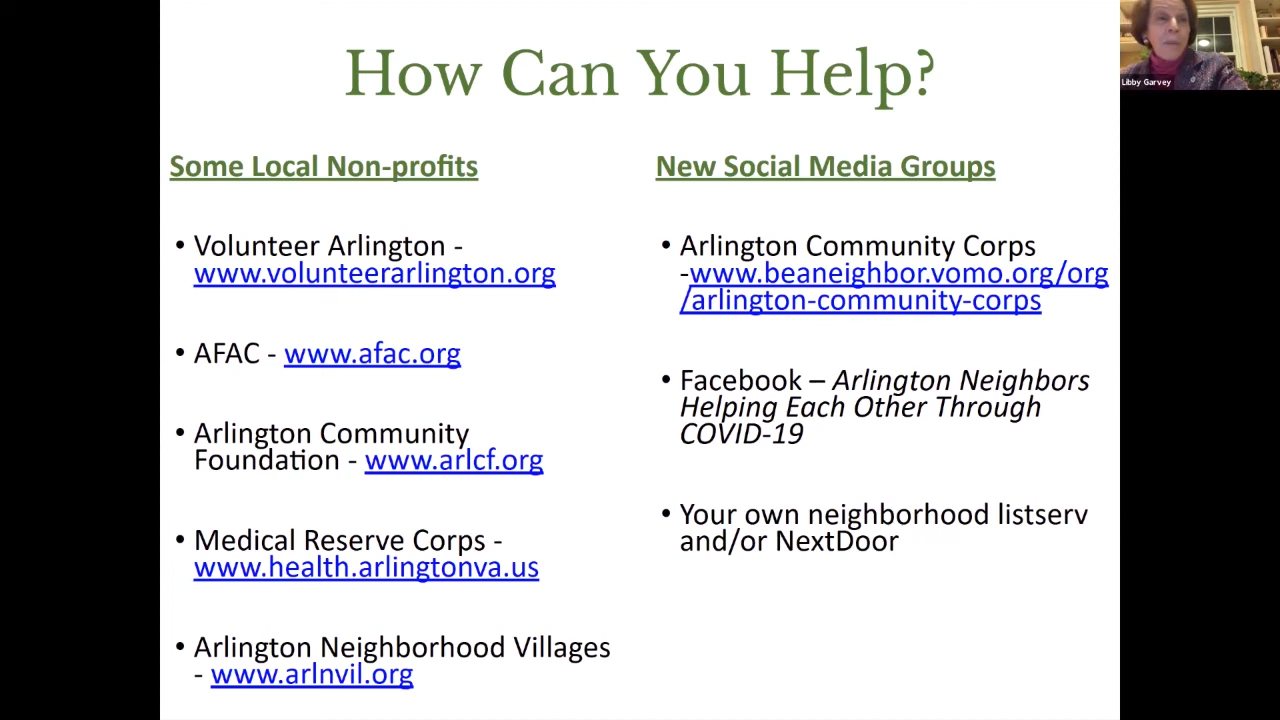 How Can You Help?
Libby Garvey
Some Local Non-profits
• Volunteer Arlington -
www.volunteerarlington.org
• AFAC - www.afac.org
• Arlington Community
Foundation - www.arlcf.org
• Medical Reserve Corps -
www.health.arlingtonva.us
• Arlington Neighborhood Villages
- www.arlnvil.org
New Social Media Groups
• Arlington Community Corps
-www.beaneighbor.vomo.org/org
/arlington-community-corps
• Facebook – Arlington Neighbors
Helping Each Other Through
COVID-19
• Your own neighborhood listserv
and/or NextDoor